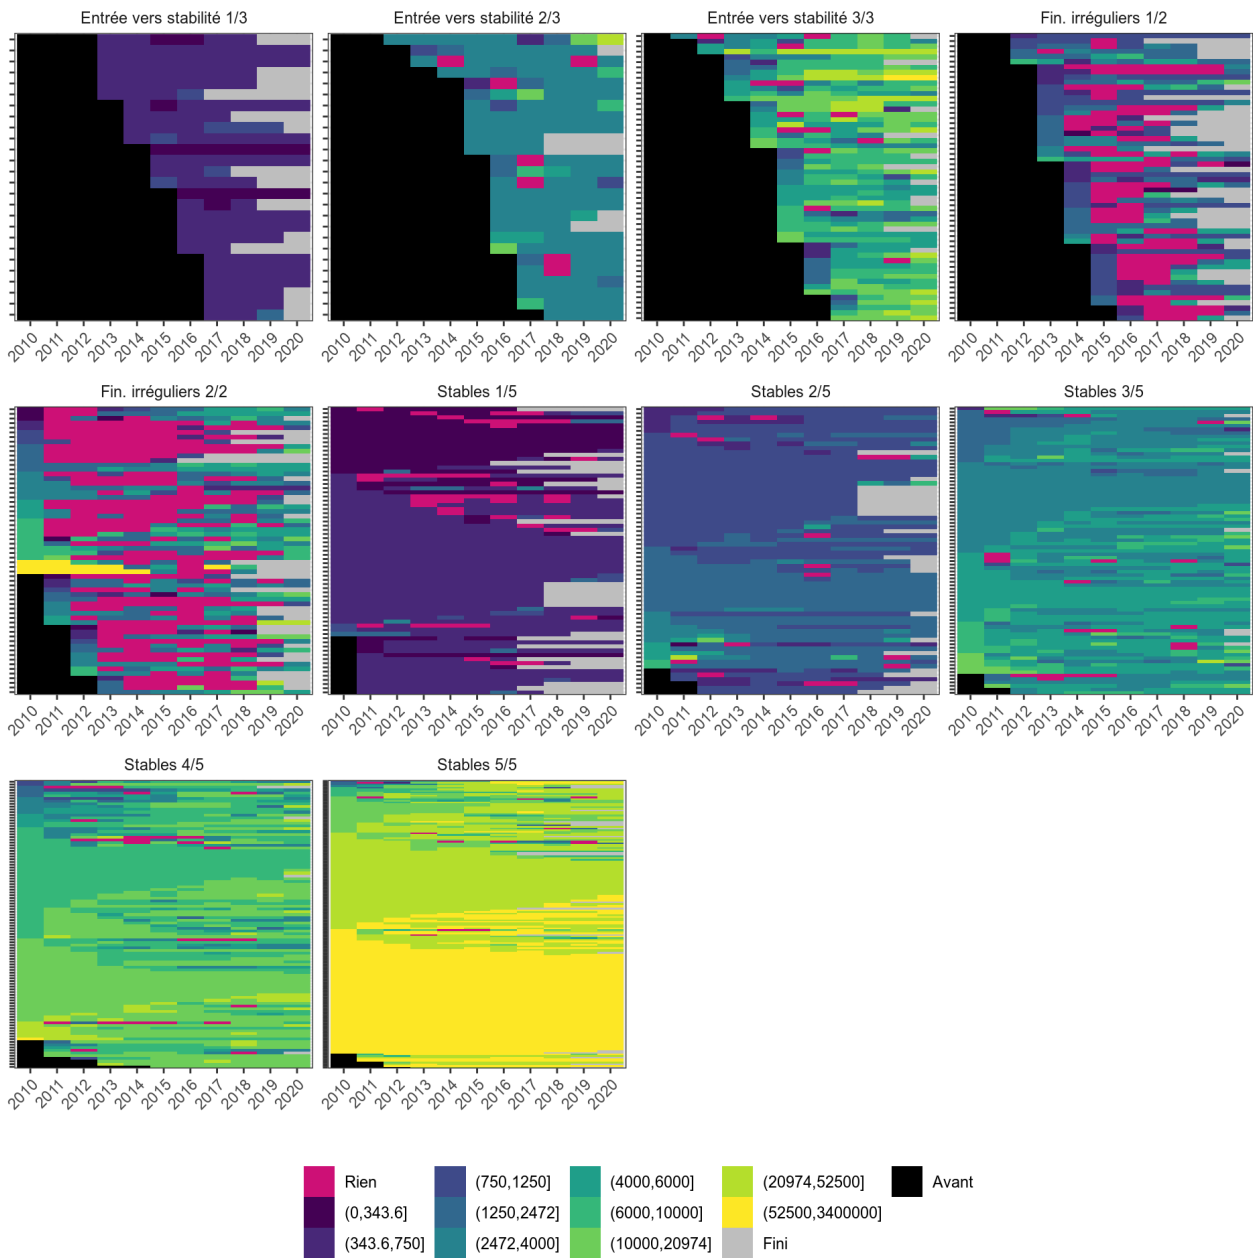 Entrée vers stabilité 1/3 Entrée vers stabilité 2/3 Entrée vers stabilité 3/3 Fin. irréguliers 1/2
2010 2011 2012 2013 2014 2015 2016 2017 2018 2019 2020 2010 2011 2012 2013 2014 2015 2016 2017 2018 2019 2020 2010 2011 2012 2013 2014 2015 2016 2017 2018 2019 2020 2010 2011 2012 2013 2014 2015 2016 2017 2018 2019 2020
Fin. irréguliers 2/2 Stables 1/5 Stables 2/5 Stables 3/5
2010 2011 2012 2013 2014 2015 2016 2017 2018 2019 2020 2010 2011 2012 2013 2014 2015 2016 2017 2018 2019 2020 2010 2011 2012 2013 2014 2015 2016 2017 2018 2019 2020 2010 2011 2012 2013 2014 2015 2016 2017 2018 2019 2020
Stables 4/5 Stables 5/5
2010 2011 2012 2013 2014 2015 2016 2017 2018 2019 2020 2010 2011 2012 2013 2014 2015 2016 2017 2018 2019 2020
Rien (750,1250] (4000,6000] (20974,52500] Avant
(0,343.6] (1250,2472] (6000,10000] (52500,3400000]
(343.6,750] (2472,4000] (10000,20974] Fini